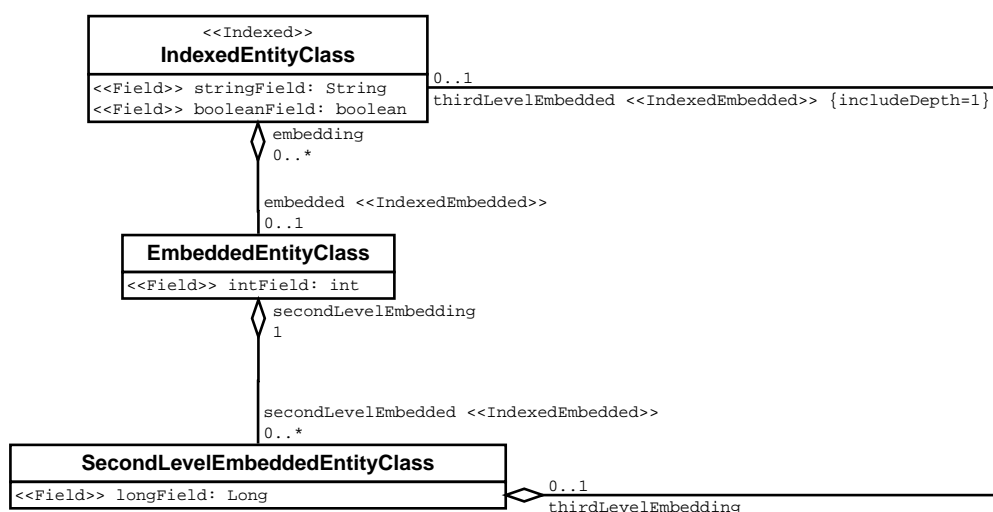 <<Indexed>>
IndexedEntityClass
<<Field>> stringField: String
<<Field>> booleanField: boolean
0..1
thirdLevelEmbedded <<IndexedEmbedded>> {includeDepth=1}
embedding
0..*
embedded <<IndexedEmbedded>>
0..1
EmbeddedEntityClass
<<Field>> intField: int
secondLevelEmbedding
1
secondLevelEmbedded <<IndexedEmbedded>>
0..*
SecondLevelEmbeddedEntityClass
<<Field>> longField: Long
0..1
thirdLevelEmbedding